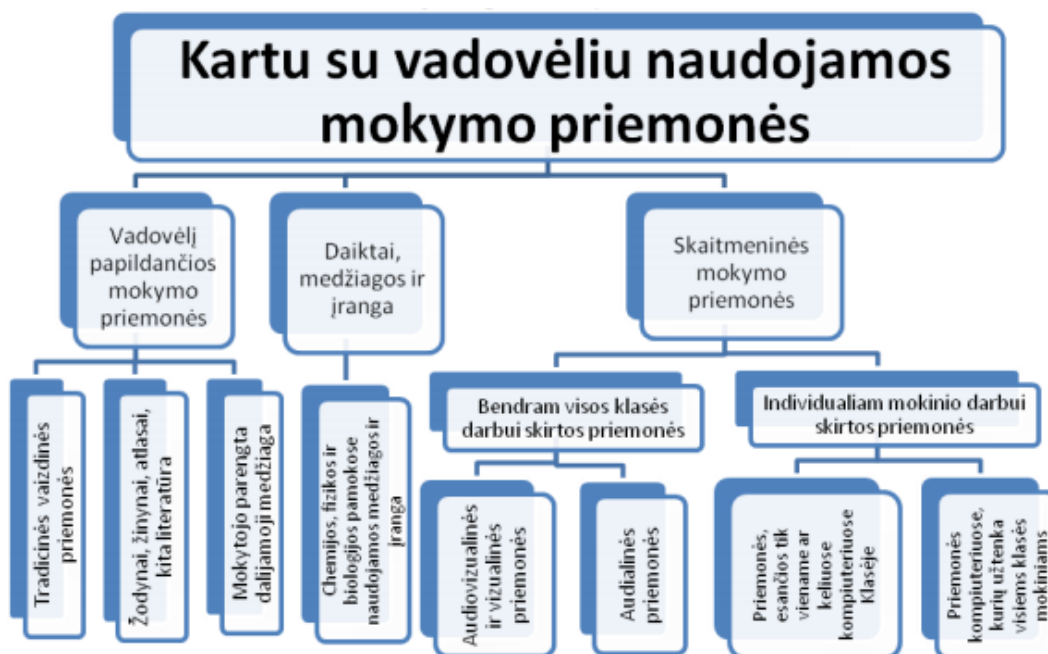 Kartu su vadovėliu naudojamos
mokymo priemonės
Vadovėlį
papildančios
mokymo
priemonės
Daiktai,
medžiagos ir
įranga
Skaitmeninės
mokymo
priemonės
Tradicinės vaizdinės
priemonės
Žodynai, žinynai, atlasai,
kita literatūra
Mokytojo parengta
dalijamoji medžiaga
Chemijos, fizikos ir
biologijos pamokose
naudojamos medžiagos ir
įranga
Bendram visos klasės
darbui skirtos priemonės
Individualiam mokinio darbui
skirtos priemonės
Audiovizualinės
ir vizualinės
priemonės
Audialinės
priemonės
Priemonės,
esančios tik
viename ar
keliuose
kompiuteriuose
Klasėje
Priemonės
kompiuteriuose,
kurių užtenka
visiems klasės
mokiniams